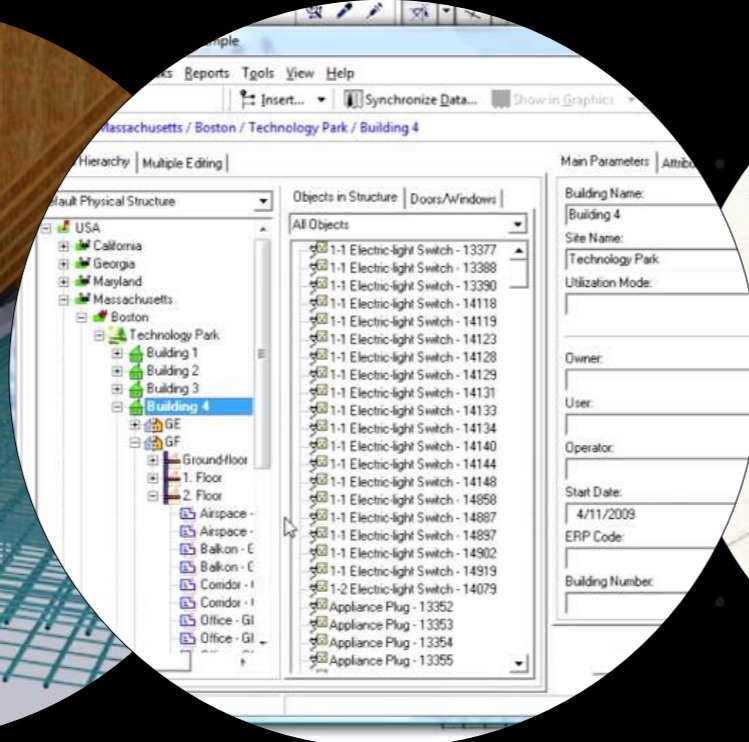 Reports Tools View Help
Insert... Synchronize Data... Show in Graphics
Massachusetts / Boston / Technology Park / Building 4
Hierarchy Multiple Editing
Physical Structure
USA
California
Georgia
Maryland
Massachusetts
Boston
Technology Park
Building 1
Building 2
Building 3
Building 4
GE
GF
Ground-floor
1. Floor
2. Floor
Airspace -
Airspace -
Balkon -
Balkon -
Corridor -
Corridor -
Office - Gl
Office - Gl
Objects in Structure Doors/Windows
All Objects
1-1 Electric-light Switch - 13377
1-1 Electric-light Switch - 13388
1-1 Electric-light Switch - 13390
1-1 Electric-light Switch - 14118
1-1 Electric-light Switch - 14119
1-1 Electric-light Switch - 14123
1-1 Electric-light Switch - 14128
1-1 Electric-light Switch - 14129
1-1 Electric-light Switch - 14131
1-1 Electric-light Switch - 14133
1-1 Electric-light Switch - 14134
1-1 Electric-light Switch - 14140
1-1 Electric-light Switch - 14144
1-1 Electric-light Switch - 14148
1-1 Electric-light Switch - 14858
1-1 Electric-light Switch - 14887
1-1 Electric-light Switch - 14897
1-1 Electric-light Switch - 14902
1-1 Electric-light Switch - 14919
1-2 Electric-light Switch - 14079
Appliance Plug - 13352
Appliance Plug - 13353
Appliance Plug - 13354
Appliance Plug - 13355
Main Parameters
Building Name:
Building 4
Site Name:
Technology Park
Utilization Mode:
Owner:
User:
Operator:
Start Date:
4/11/2009
ERP Code:
Building Number: